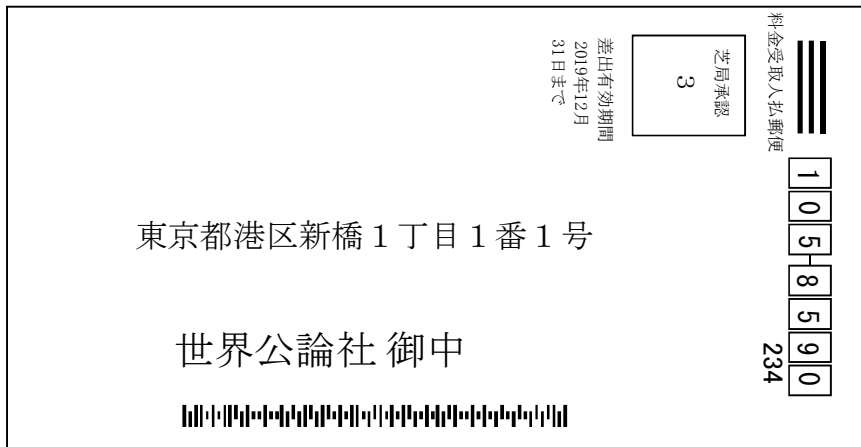 料金受取人払郵便
芝局承認
3
差出有効期間
2019年12月
31日まで
105-8590
234
東京都港区新橋１丁目１番１号
世界公論社 御中